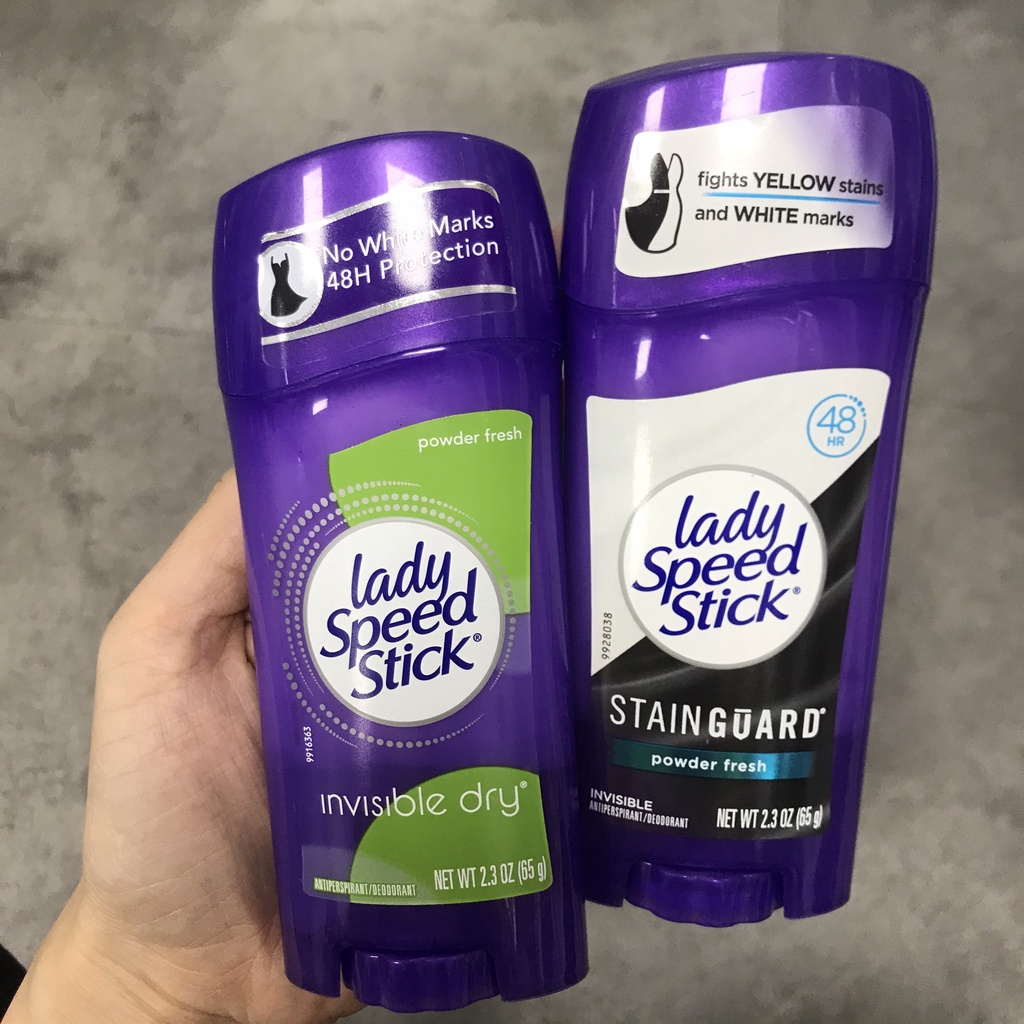 No White Marks
48H Protection
powder fresh
lady
Speed
Stick®
9919363
invisible dry®
ANTIPERSPIRANT/DEODORANT
NET WT 2.3 OZ (65 g)
fights YELLOW stains
and WHITE marks
48
HR
lady
Speed
Stick®
9928038
STAINGUARD
powder fresh
INVISIBLE
ANTIPERSPIRANT/DEODORANT
NET WT 2.3 OZ (65 g)